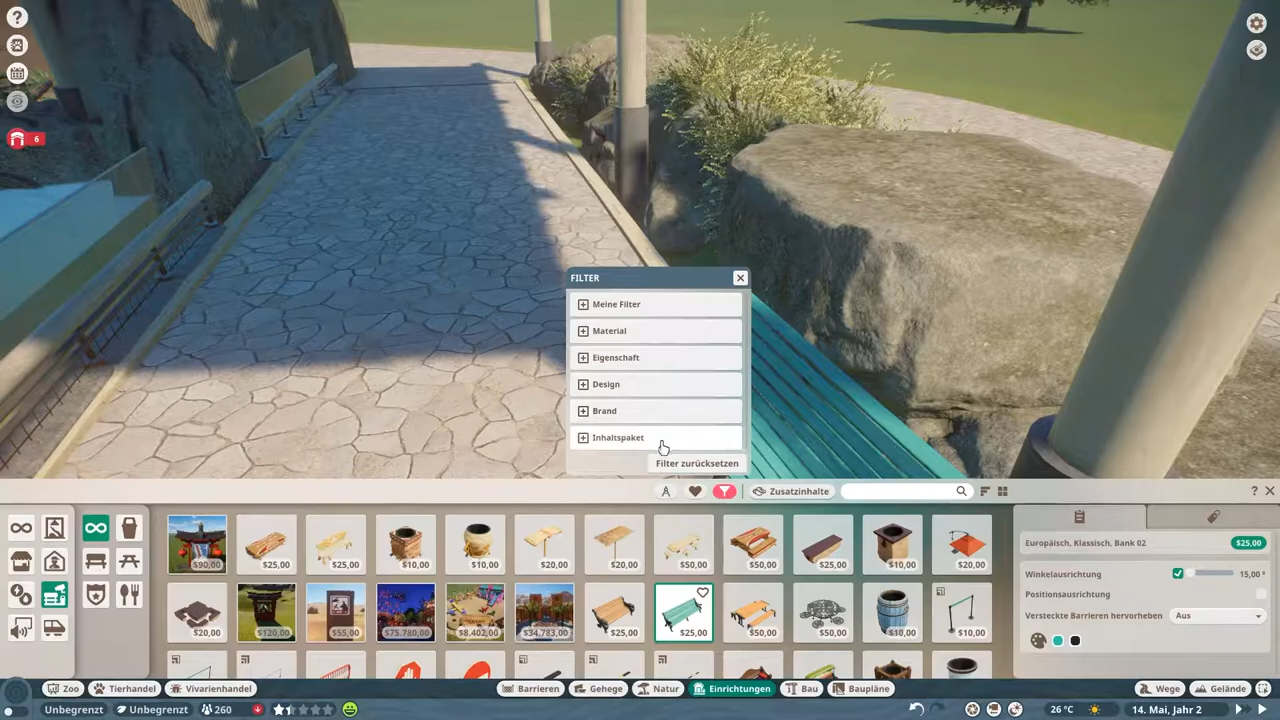 ?
6
FILTER
Meine Filter
Material
Eigenschaft
Design
Brand
Inhaltspaket
Filter zurücksetzen
Zusatzinhalte
?
$90,00
$25,00
$25,00
$10,00
$10,00
$20,00
$20,00
$50,00
$50,00
$25,00
$10,00
$20,00
$20,00
$120,00
$55,00
$75.780,00
$8.402,00
$34.783,00
$25,00
$25,00
$50,00
$50,00
$10,00
$10,00
Europäisch, Klassisch, Bank 02
$25,00
Winkelausrichtung
15,00 °
Positionsausrichtung
Versteckte Barrieren hervorheben
Aus
Zoo
Tierhandel
Vivarienhandel
Barrieren
Gehege
Natur
Einrichtungen
Bau
Baupläne
Wege
Gelände
Unbegrenzt
Unbegrenzt
260
26 °C
14. Mai, Jahr 2